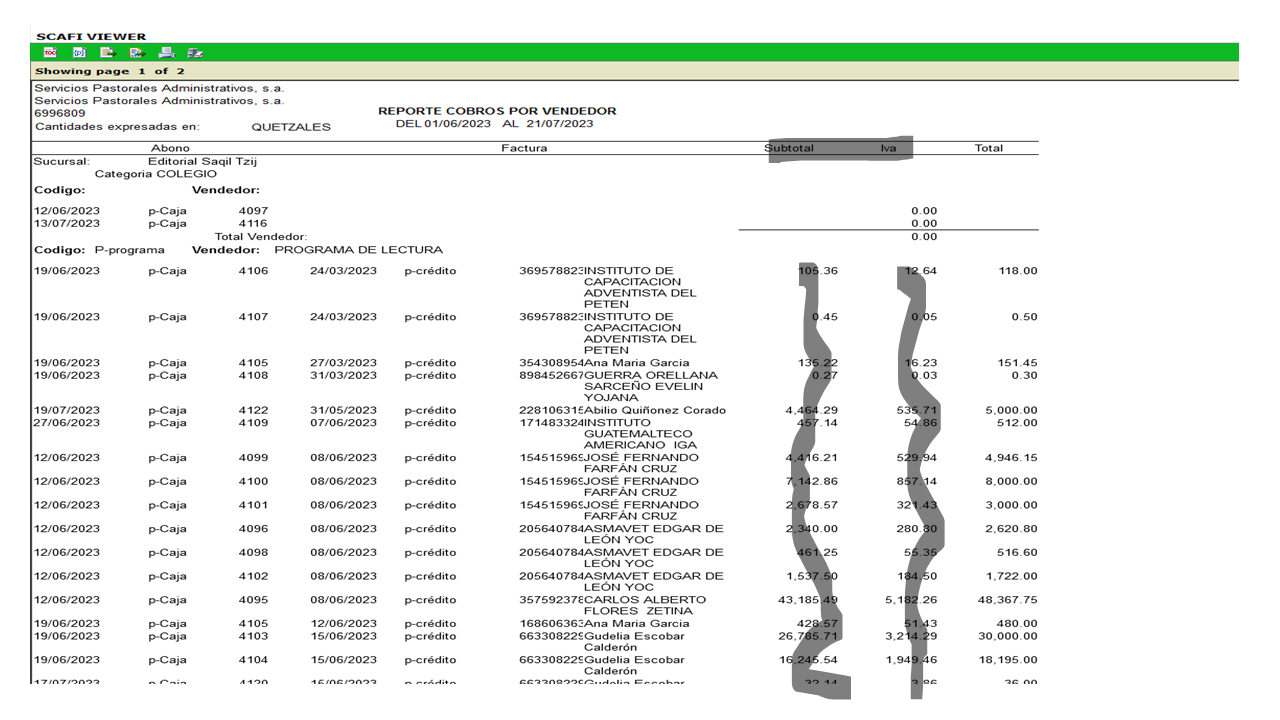 SCAFI VIEWER
Showing page 1 of 2
Servicios Pastorales Administrativos, s.a.
Servicios Pastorales Administrativos, s.a.
6996809 REPORTE COBROS POR VENDEDOR
Cantidades expresadas en: QUETZALES DEL 01/06/2023 AL 21/07/2023
Abono Factura Subtotal Iva Total
Sucursal: Editorial Saqil Tzij
Categoria COLEGIO
Codigo: Vendedor:
12/06/2023 p-Caja 4097 0.00
13/07/2023 p-Caja 4116 0.00
Total Vendedor: 0.00
Codigo: P-programa Vendedor: PROGRAMA DE LECTURA
19/06/2023 p-Caja 4106 24/03/2023 p-crédito 369578823 INSTITUTO DE 105.36 12.64 118.00
CAPACITACION
ADVENTISTA DEL
PETEN
19/06/2023 p-Caja 4107 24/03/2023 p-crédito 369578823 INSTITUTO DE 0.45 0.05 0.50
CAPACITACION
ADVENTISTA DEL
PETEN
19/06/2023 p-Caja 4105 27/03/2023 p-crédito 354308954 Ana Maria Garcia 135.22 16.23 151.45
19/06/2023 p-Caja 4108 31/03/2023 p-crédito 898452667 GUERRA ORELLANA 0.27 0.03 0.30
SARCEÑO EVELIN
YOJANA
19/07/2023 p-Caja 4122 31/05/2023 p-crédito 228106315 Abilio Quiñonez Corado 4,464.29 535.71 5,000.00
27/06/2023 p-Caja 4109 07/06/2023 p-crédito 171483324 INSTITUTO 457.14 54.86 512.00
GUATEMALTECO
AMERICANO IGA
12/06/2023 p-Caja 4099 08/06/2023 p-crédito 154515969 JOSÉ FERNANDO 4,416.21 529.94 4,946.15
FARFÁN CRUZ
12/06/2023 p-Caja 4100 08/06/2023 p-crédito 154515969 JOSÉ FERNANDO 7,142.86 857.14 8,000.00
FARFÁN CRUZ
12/06/2023 p-Caja 4101 08/06/2023 p-crédito 154515969 JOSÉ FERNANDO 2,678.57 321.43 3,000.00
FARFÁN CRUZ
12/06/2023 p-Caja 4096 08/06/2023 p-crédito 205640784 ASMAVET EDGAR DE 2,340.00 280.80 2,620.80
LEÓN YOC
12/06/2023 p-Caja 4098 08/06/2023 p-crédito 205640784 ASMAVET EDGAR DE 461.25 55.35 516.60
LEÓN YOC
12/06/2023 p-Caja 4102 08/06/2023 p-crédito 205640784 ASMAVET EDGAR DE 1,537.50 184.50 1,722.00
LEÓN YOC
12/06/2023 p-Caja 4095 08/06/2023 p-crédito 357592378 CARLOS ALBERTO 43,185.49 5,182.26 48,367.75
FLORES ZETINA
19/06/2023 p-Caja 4105 12/06/2023 p-crédito 168606363 Ana Maria Garcia 428.57 51.43 480.00
19/06/2023 p-Caja 4103 15/06/2023 p-crédito 663308229 Gudelia Escobar 26,785.71 3,214.29 30,000.00
Calderón
19/06/2023 p-Caja 4104 15/06/2023 p-crédito 663308229 Gudelia Escobar 16,245.54 1,949.46 18,195.00
Calderón
17/07/2023 p-Caja 4120 15/06/2023 p-crédito 663308229 Gudelia Escobar 32.14 3.86 36.00